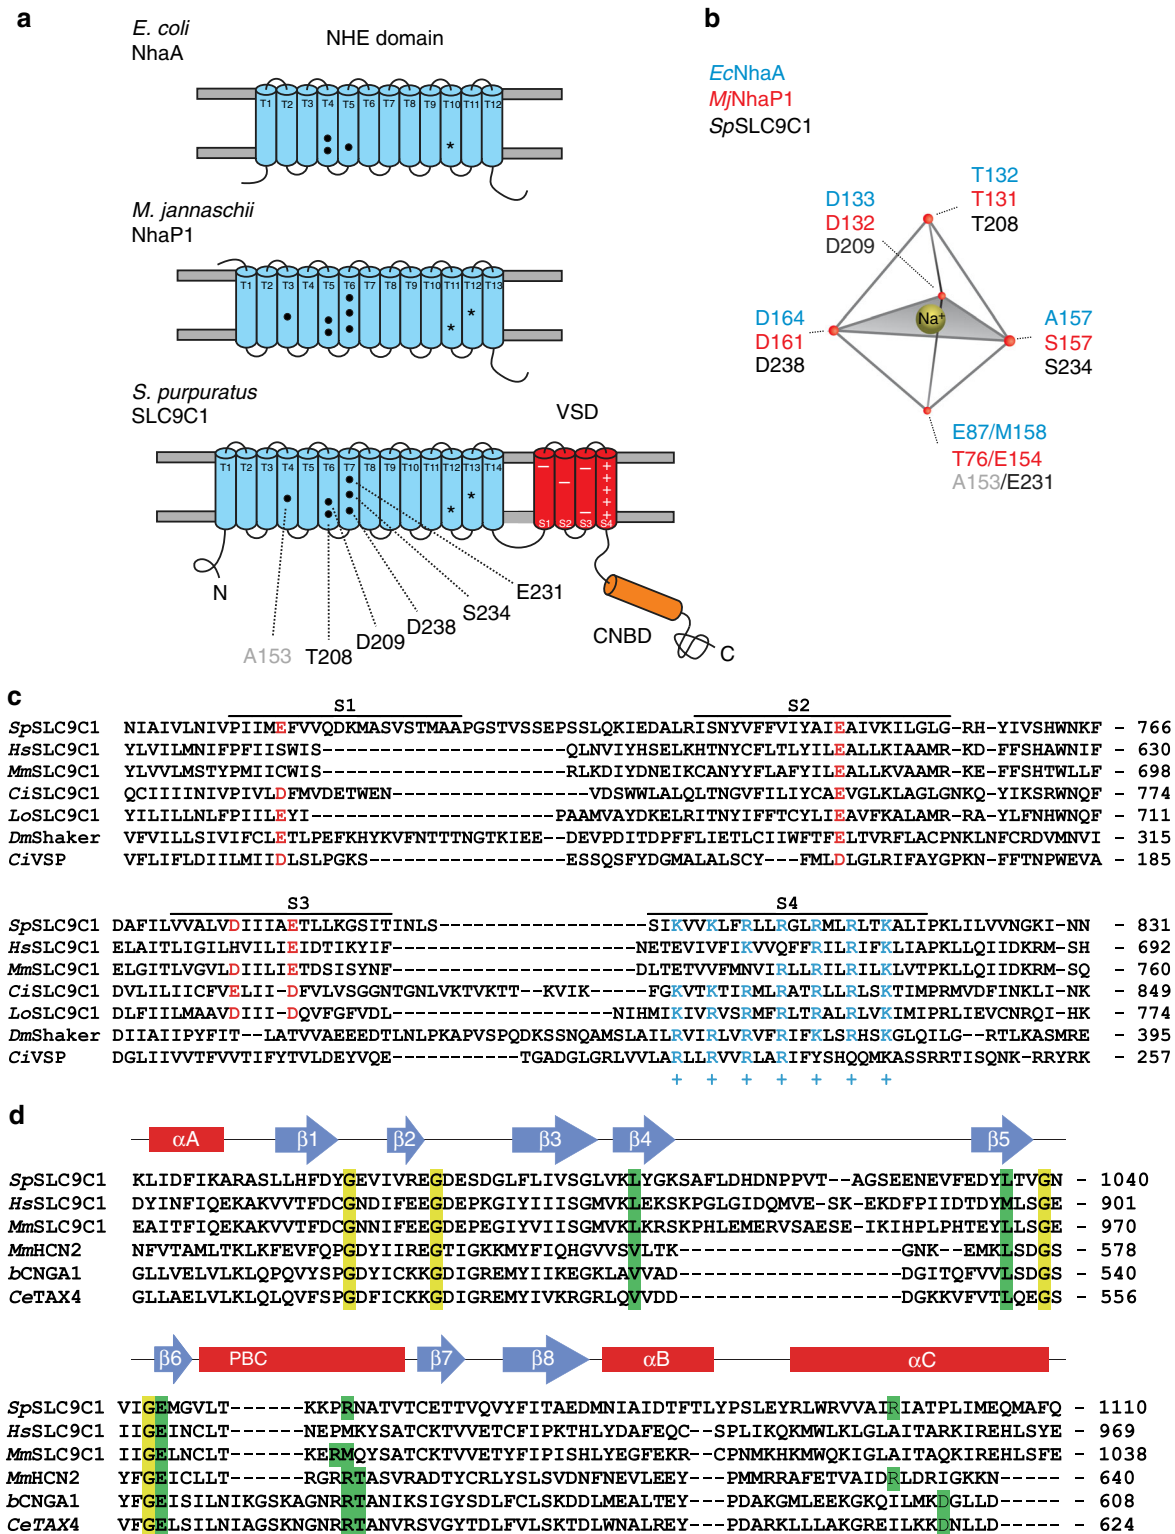 a
E. coli
NhaA
NHE domain
T1 T2 T3 T4 T5 T6 T7 T8 T9 T10 T11 T12
*
M. jannaschii
NhaP1
T1 T2 T3 T4 T5 T6 T7 T8 T9 T10 T11 T12 T13
* *
S. purpuratus
SLC9C1
VSD
T1 T2 T3 T4 T5 T6 T7 T8 T9 T10 T11 T12 T13 T14
* *
− − − − + + + + +
S1 S2 S3 S4
N
E231
S234
D238
D209
T208
A153
CNBD
C
b
EcNhaA
MjNhaP1
SpSLC9C1
T132
T131
T208
D133
D132
D209
Na+
D164
D161
D238
A157
S157
S234
E87/M158
T76/E154
A153/E231
c
S1 S2
SpSLC9C1 NIAIVLNIVPIIMEFVVQDKMASVSTMAAPGSTVSSEPSSLQKIEDALRISNYVFFVIYAIEAIVKILGLG-RH-YIVSHWNKF - 766
HsSLC9C1 YLVILMNIFPFIISWIS---------------------QLNVIYHSELKHTNYCFLTLYILEALLKIAAMR-KD-FFSHAWNIF - 630
MmSLC9C1 YLVVLMSTYPMIICWIS---------------------RLKDIYDNEIKCANYYFLAFYILEALLKVAAMR-KE-FFSHTWLLF - 698
CiSLC9C1 QCIIIINIVPIVLDFMVDETWEN-----------------VDSWWLALQLTNGVFILIYCAEVGLKLAGLGNKQ-YIKSRWNQF - 774
LoSLC9C1 YILILLNLFPIILEYI---------------------PAAMVAYDKELRITNYIFFTCYLIEAVFKALAMR-RA-YLFNHWNQF - 711
DmShaker VFVILLSIVIFCLETLPEFKHYKVFNTTTNGTKIEE--DEVPDITDPFFLIETLCIIWFTFELTVRFLACPNKLNFCRDVMNVI - 315
CiVSP VFLIFLDIILMIIDLSLPGKS-----------------ESSQSFYDGMALALSCY---FMLDLGLRIFAYGPKN-FFTNPWEVA - 185
S3 S4
SpSLC9C1 DAFILVVALVDIIIAETLLKGSITINLS------------------SIKVVKLFRLLRGLRMLRLTKALIPKLILVVNGKI-NN - 831
HsSLC9C1 ELAITLIGILHVILIEIDTIKYIF---------------------NETEVIVFIKVVQFFRILRIFKLIAPKLLQIIDKRM-SH - 692
MmSLC9C1 ELGITLVGVLDIILIETDSISYNF---------------------DLTETVVFMNVIRLLRILRILKLVTPKLLQIIDKRM-SQ - 760
CiSLC9C1 DVLILIICFVELII-DFVLVSGGNTGNLVKTVKTT--KVIK----FGKVTKTIRMLRATRLLRLSKTIMPRMVDFINKLI-NK - 849
LoSLC9C1 DLFIILMAAVDIII-DQVFGFVDL-------------------NIHMIKIVRVSRMLRTLRLVKLVRPLIEVCNRQI-HK - 774
DmShaker DIIAIIPYFIT--LATVVAEEEDTLNLPKAPVSPQDKSSNQAMSLAILRVIRLVRVFRIFKLSRHSKGLQILG--RTLKASMRE - 395
CiVSP DGLIIVVTFVVTIFYTVLDEYVQE-----------TGADGLGRLVVLARLLRVVRLARIFYSHQQMKASSRRTISQNK-RRYRK - 257
+ + + + + + +
d
αA β1 β2 β3 β4 β5
SpSLC9C1 KLIDFIKARASLLHFDYGEVIVREGDESDGLFLIVSGLVKLYGKSAFLDHDNPPVT--AGSEENEVFEDYLTVGN - 1040
HsSLC9C1 DYINFIQEKAKVVTFDCGNDIFEEGDEPKGIYIIISGMVKLEKSKPGLGIDQMVE-SK-EKDFPIIDTDYMLSGE - 901
MmSLC9C1 EAITFIQEKAKVVTFDCGNNIFEEGDEPEGIYVIISGMVKLKRSKPHLEMERVSAESE-IKIHPLPHTEYLLSGE - 970
MmHCN2 NFVTAMLTKLKFEVFQPGDYIIREGTIGKKMYFIQHGVVSVLTK-------------------GNK--EMKLSDGS - 578
bCNGA1 GLLVELVLKLQPQVYSPGDYICKKGDIGREMYIIKEGKLAVVAD-------------------DGITQFVVLSDGS - 540
CeTAX4 GLLAELVLKLQLQVFSPGDFICKKGDIGREMYIVKRGRLQVVDD-------------------DGKKVFVTLQEGS - 556
β6 PBC β7 β8 αB αC
SpSLC9C1 VIGEMGVLT------KKPRNATVTCETTVQVYFITAEDMNIAIDTFTLYPSLEYRLWRVVAIRIATPLIMEQMAFQ - 1110
HsSLC9C1 IIGEINCLT------NEPMKYSATCKTVVETCFIPKTHLYDAFEQC--SPLIKQKMWLKLGLAITARKIREHLSYE - 969
MmSLC9C1 IIGELNCLT------KERMQYSATCKTVVETYFIPISHLYEGFEKR--CPNMKHKMWQKIGLAITAQKIREHLSFE - 1038
MmHCN2 YFGEICLLT------RGRRTASVRADTYCRLYSLSVDNFNEVLEEY--PMMRRAFETVAIDRLDRIGKKN----- - 640
bCNGA1 YFGEISILNIKGSKAGNRRTANIKSIGYSDLFCLSKDDLMEALTEY--PDAKGMLEEKGKQILMKDGLLD----- - 608
CeTAX4 VFGELSILNIAGSKNGNRRTANVRSVGYTDLFVLSKTDLWNALREY--PDARKLLLAKGREILKKDNLLD----- - 624